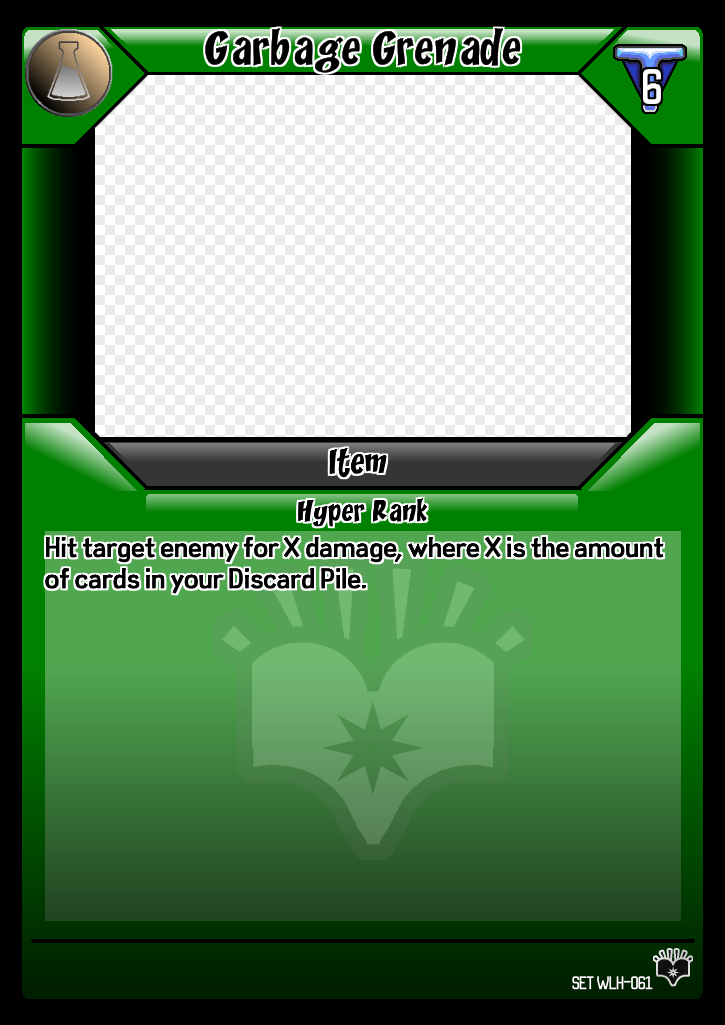 Garbage Grenade
6
Item
Hyper Rank
Hit target enemy for X damage, where X is the amount
of cards in your Discard Pile.
SET WLH-061